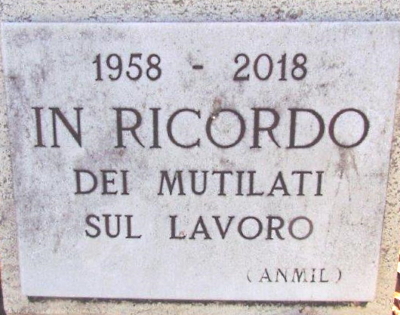 1958 - 2018
IN RICORDO
DEI MUTILATI
SUL LAVORO
(ANMIL)